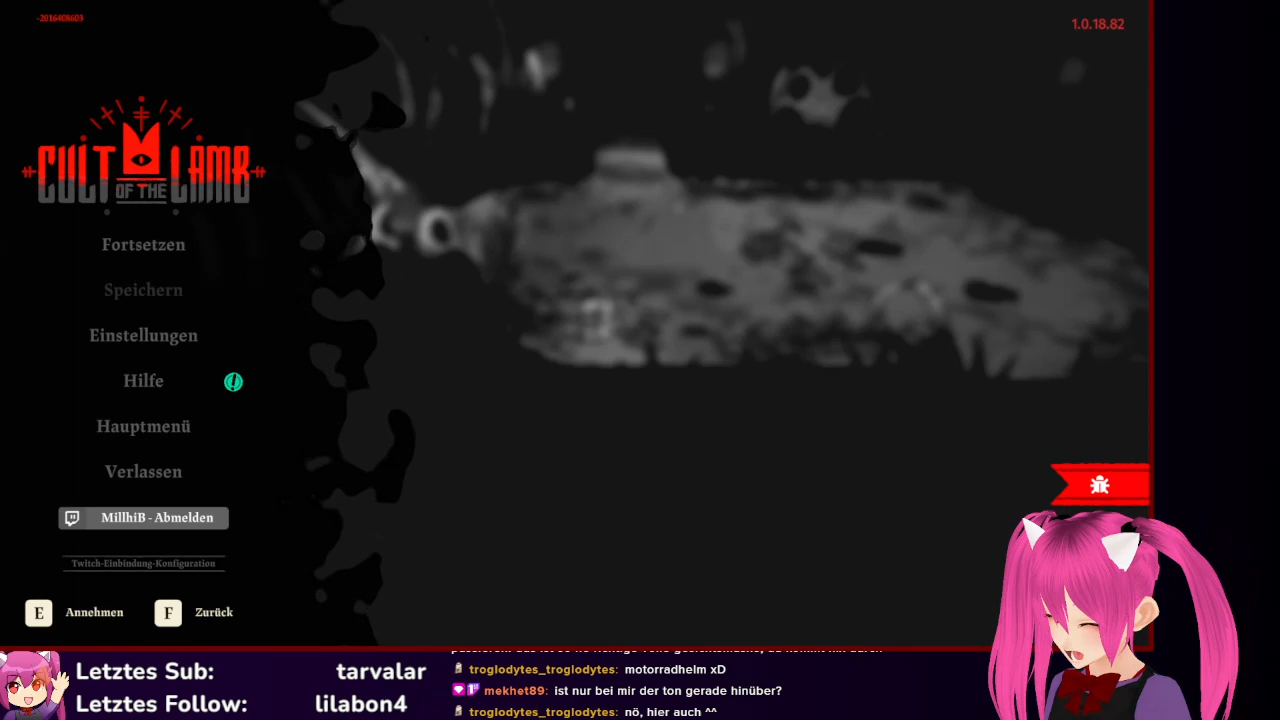 -2016408603
1.0.18.82
CULT OF THE LAMB
Fortsetzen
Speichern
Einstellungen
Hilfe
Hauptmenü
Verlassen
MillhiB - Abmelden
Twitch-Einbindung-Konfiguration
E Annehmen F Zurück
Letztes Sub: tarvalar
Letztes Follow: lilabon4
troglodytes_troglodytes: motorradhelm xD
mekhet89: ist nur bei mir der ton gerade hinüber?
troglodytes_troglodytes: nö, hier auch ^^